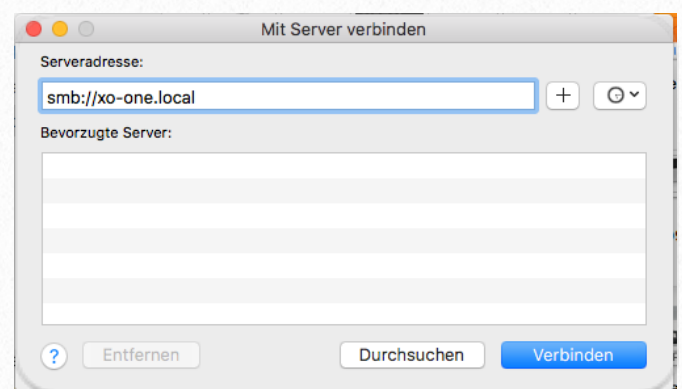 Mit Server verbinden
Serveradresse:
smb://xo-one.local
+
Bevorzugte Server:
? Entfernen Durchsuchen Verbinden